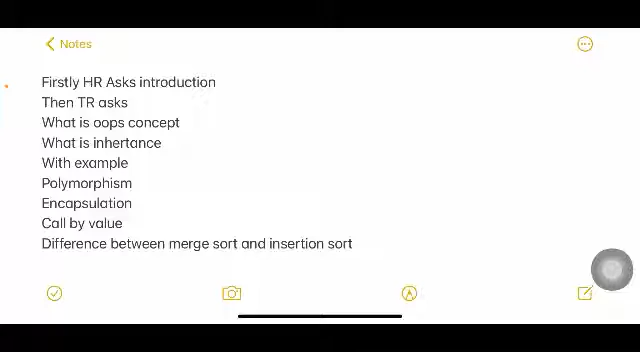 Notes
Firstly HR Asks introduction
Then TR asks
What is oops concept
What is inhertance
With example
Polymorphism
Encapsulation
Call by value
Difference between merge sort and insertion sort